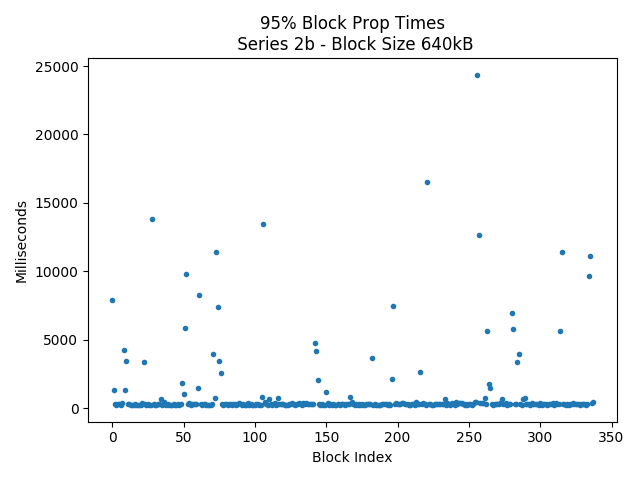 95% Block Prop Times
Series 2b - Block Size 640kB
25000
20000
15000
10000
5000
0
Milliseconds
0 50 100 150 200 250 300 350
Block Index